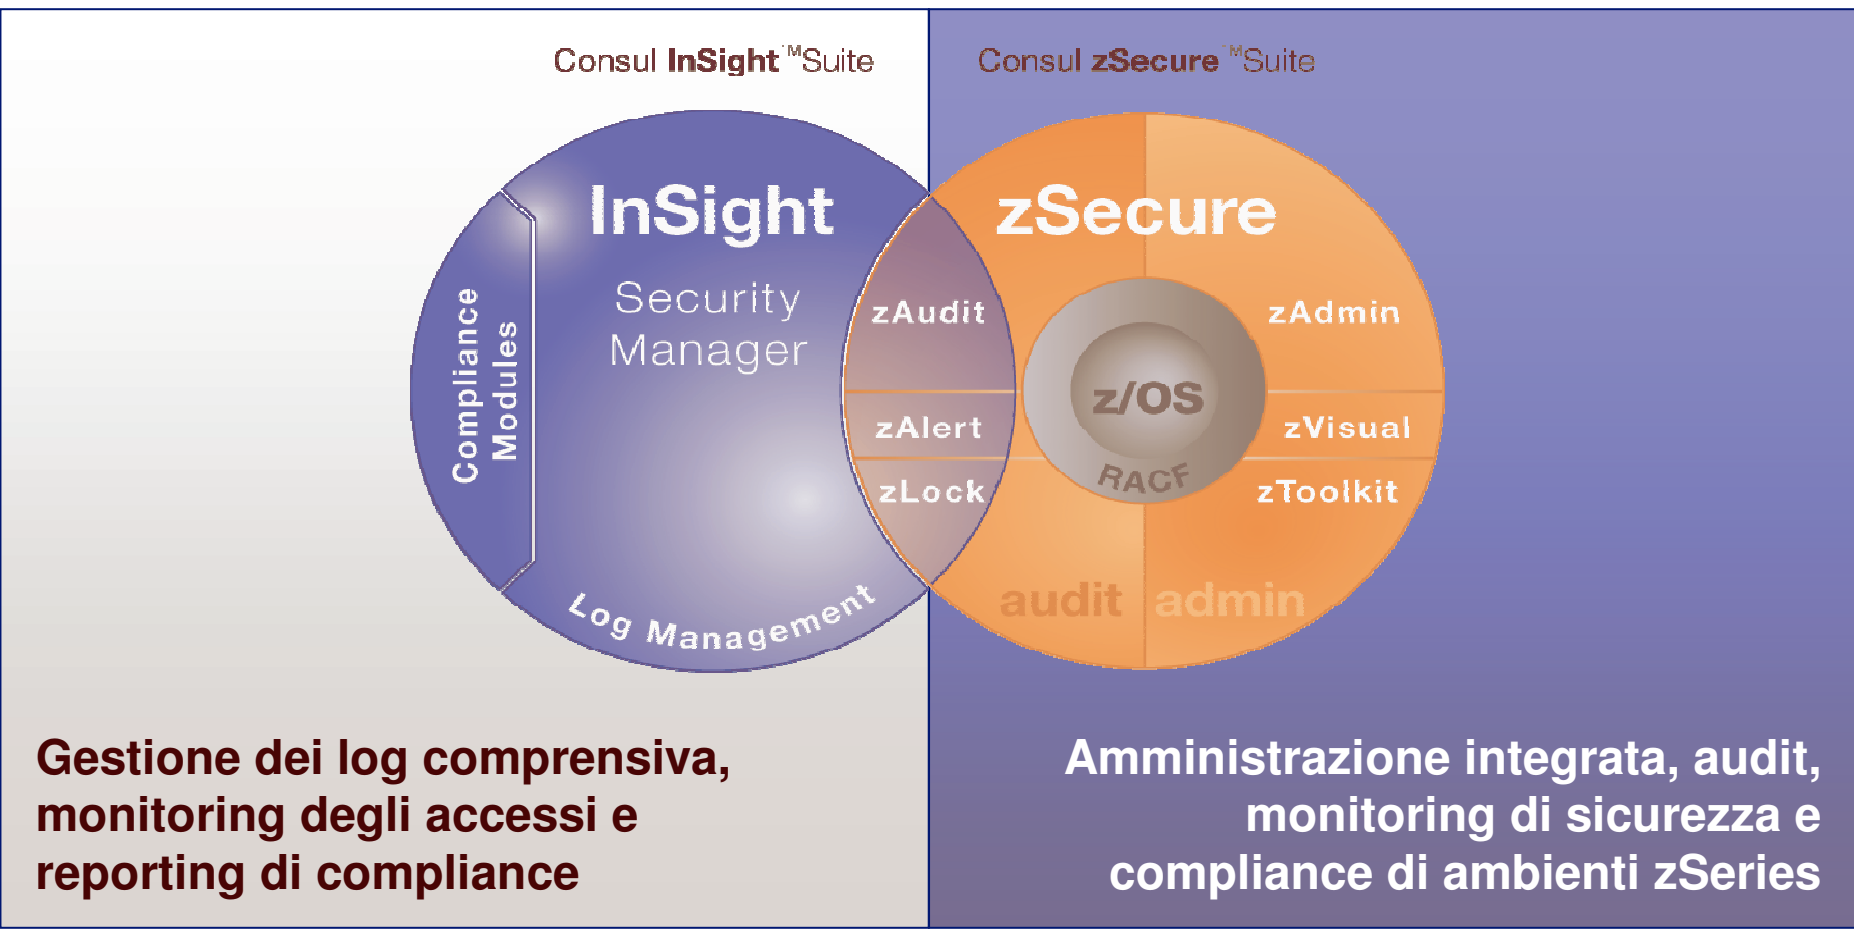 Consul InSight™Suite
Consul zSecure™Suite
InSight
Security
Manager
Compliance
Modules
Log Management
zSecure
zAudit
zAlert
zLock
z/OS
RACF
zAdmin
zVisual
zToolkit
audit
admin
Gestione dei log comprensiva,
monitoring degli accessi e
reporting di compliance
Amministrazione integrata, audit,
monitoring di sicurezza e
compliance di ambienti zSeries